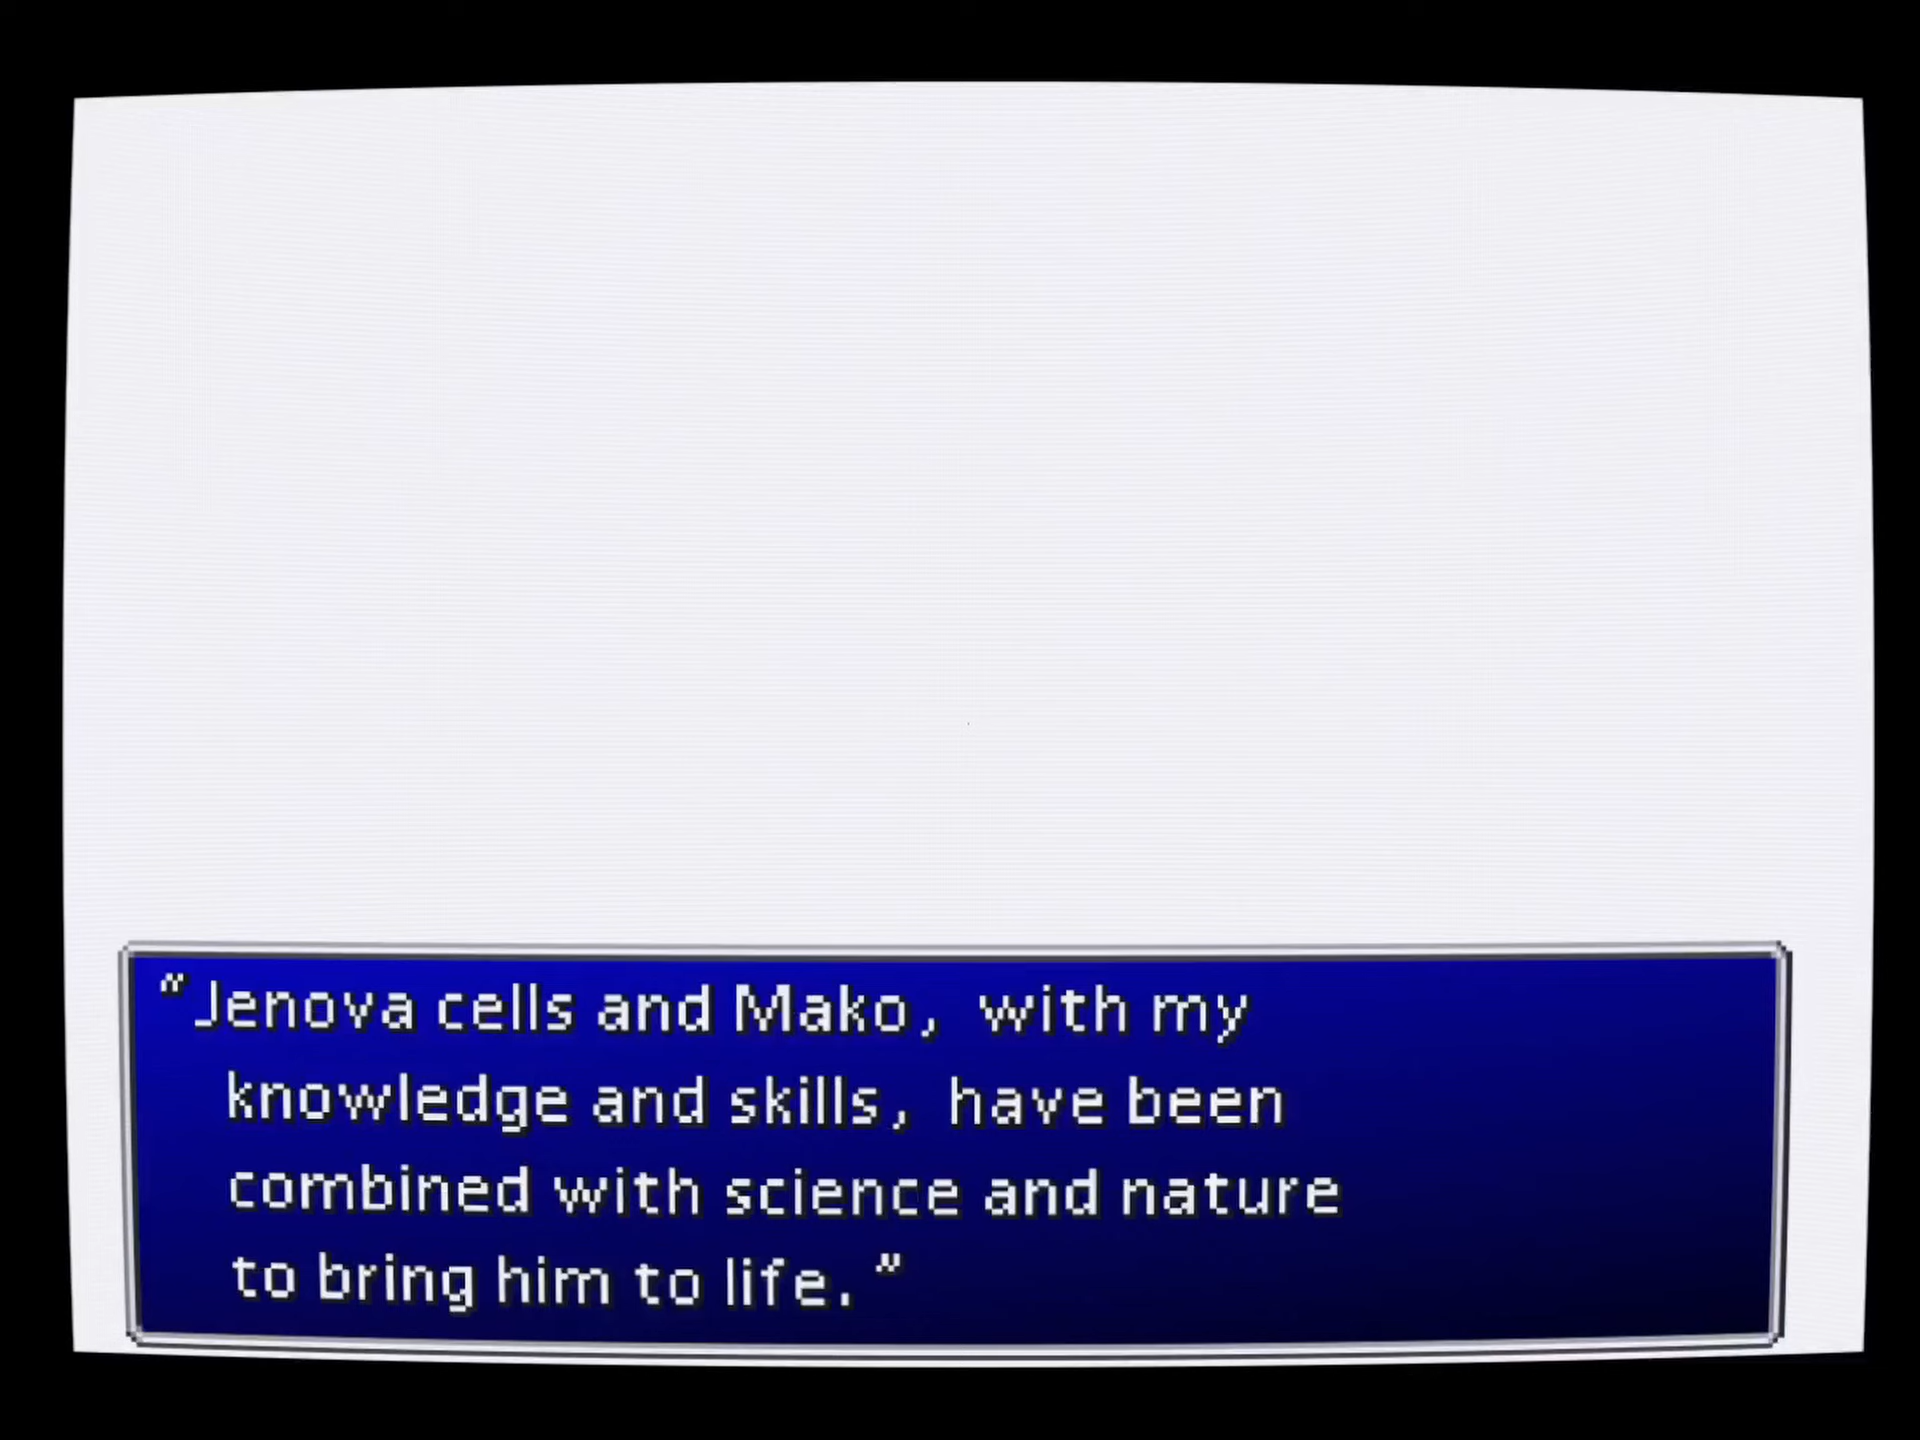 “Jenova cells and Mako, with my
knowledge and skills, have been
combined with science and nature
to bring him to life.”